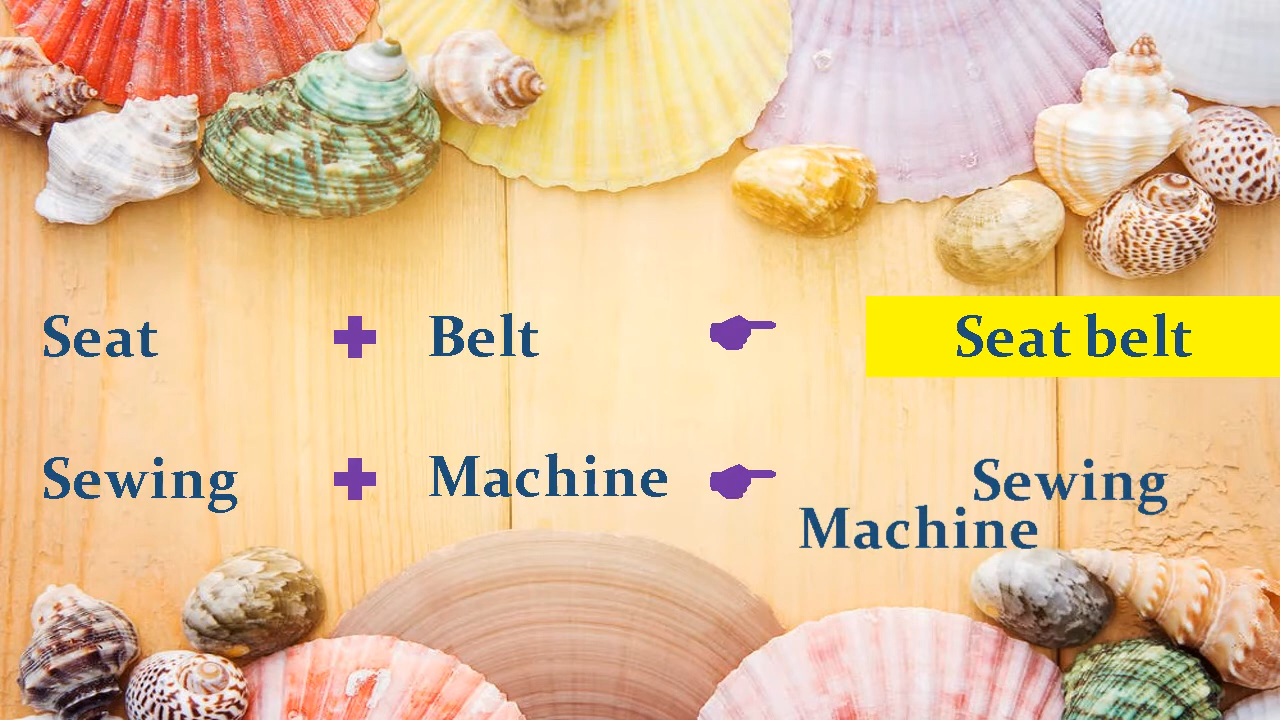 Seat + Belt ☛ Seat belt
Sewing + Machine ☛ Sewing
Machine